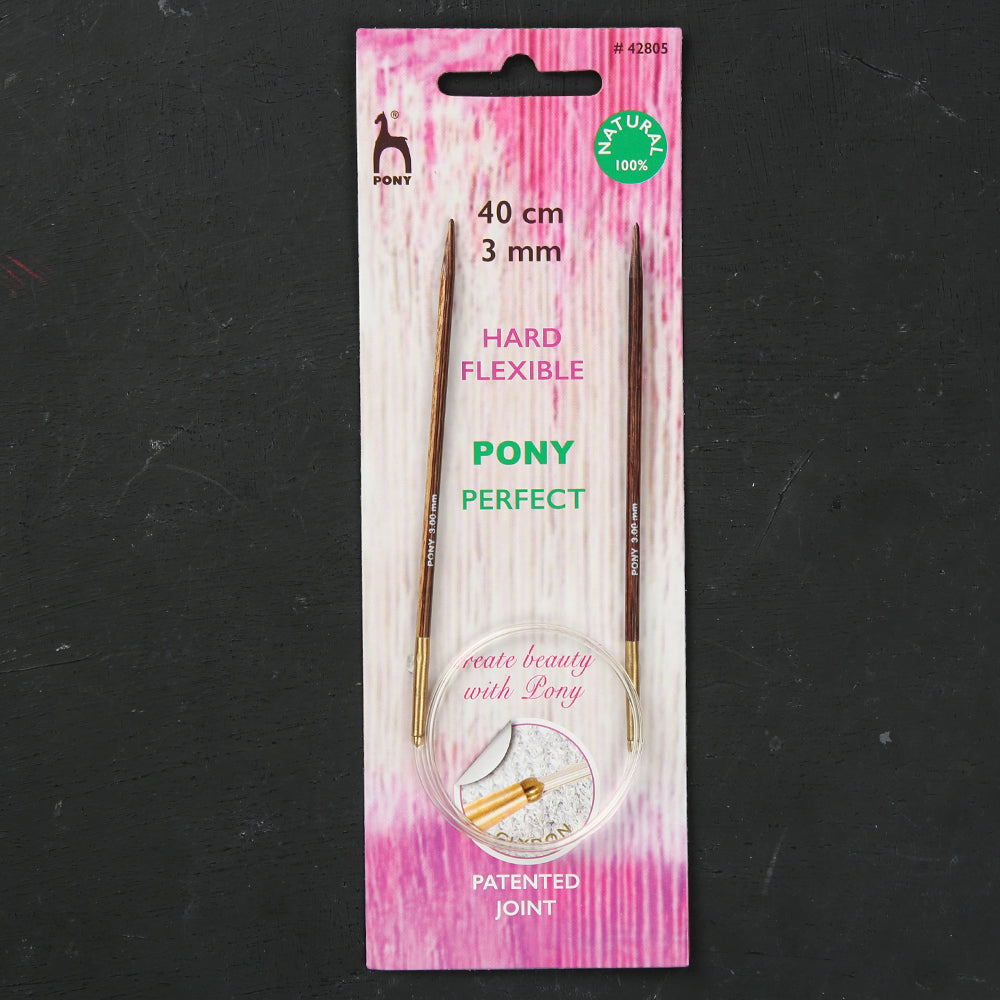 # 42805
®
PONY
NATURAL
100%
40 cm
3 mm
HARD
FLEXIBLE
PONY
PERFECT
PONY 3.00 mm
PONY 3.00 mm
beauty
with Pony
PATENTED
JOINT